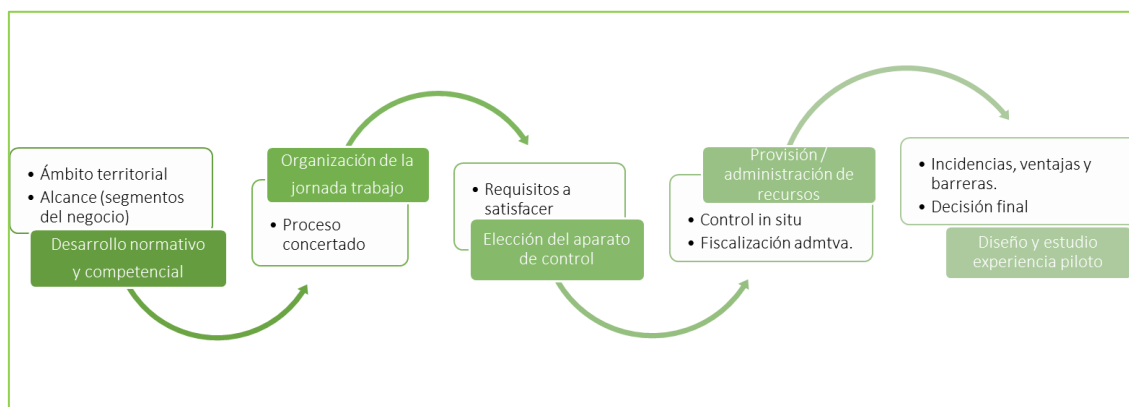 • Ámbito territorial
• Alcance (segmentos
del negocio)
Desarrollo normativo
y competencial
Organización de la
jornada trabajo
• Proceso
concertado
• Requisitos a
satisfacer
Elección del aparato
de control
Provisión /
administración de
recursos
• Control in situ
• Fiscalización admtva.
• Incidencias, ventajas y
barreras.
• Decisión final
Diseño y estudio
experiencia piloto